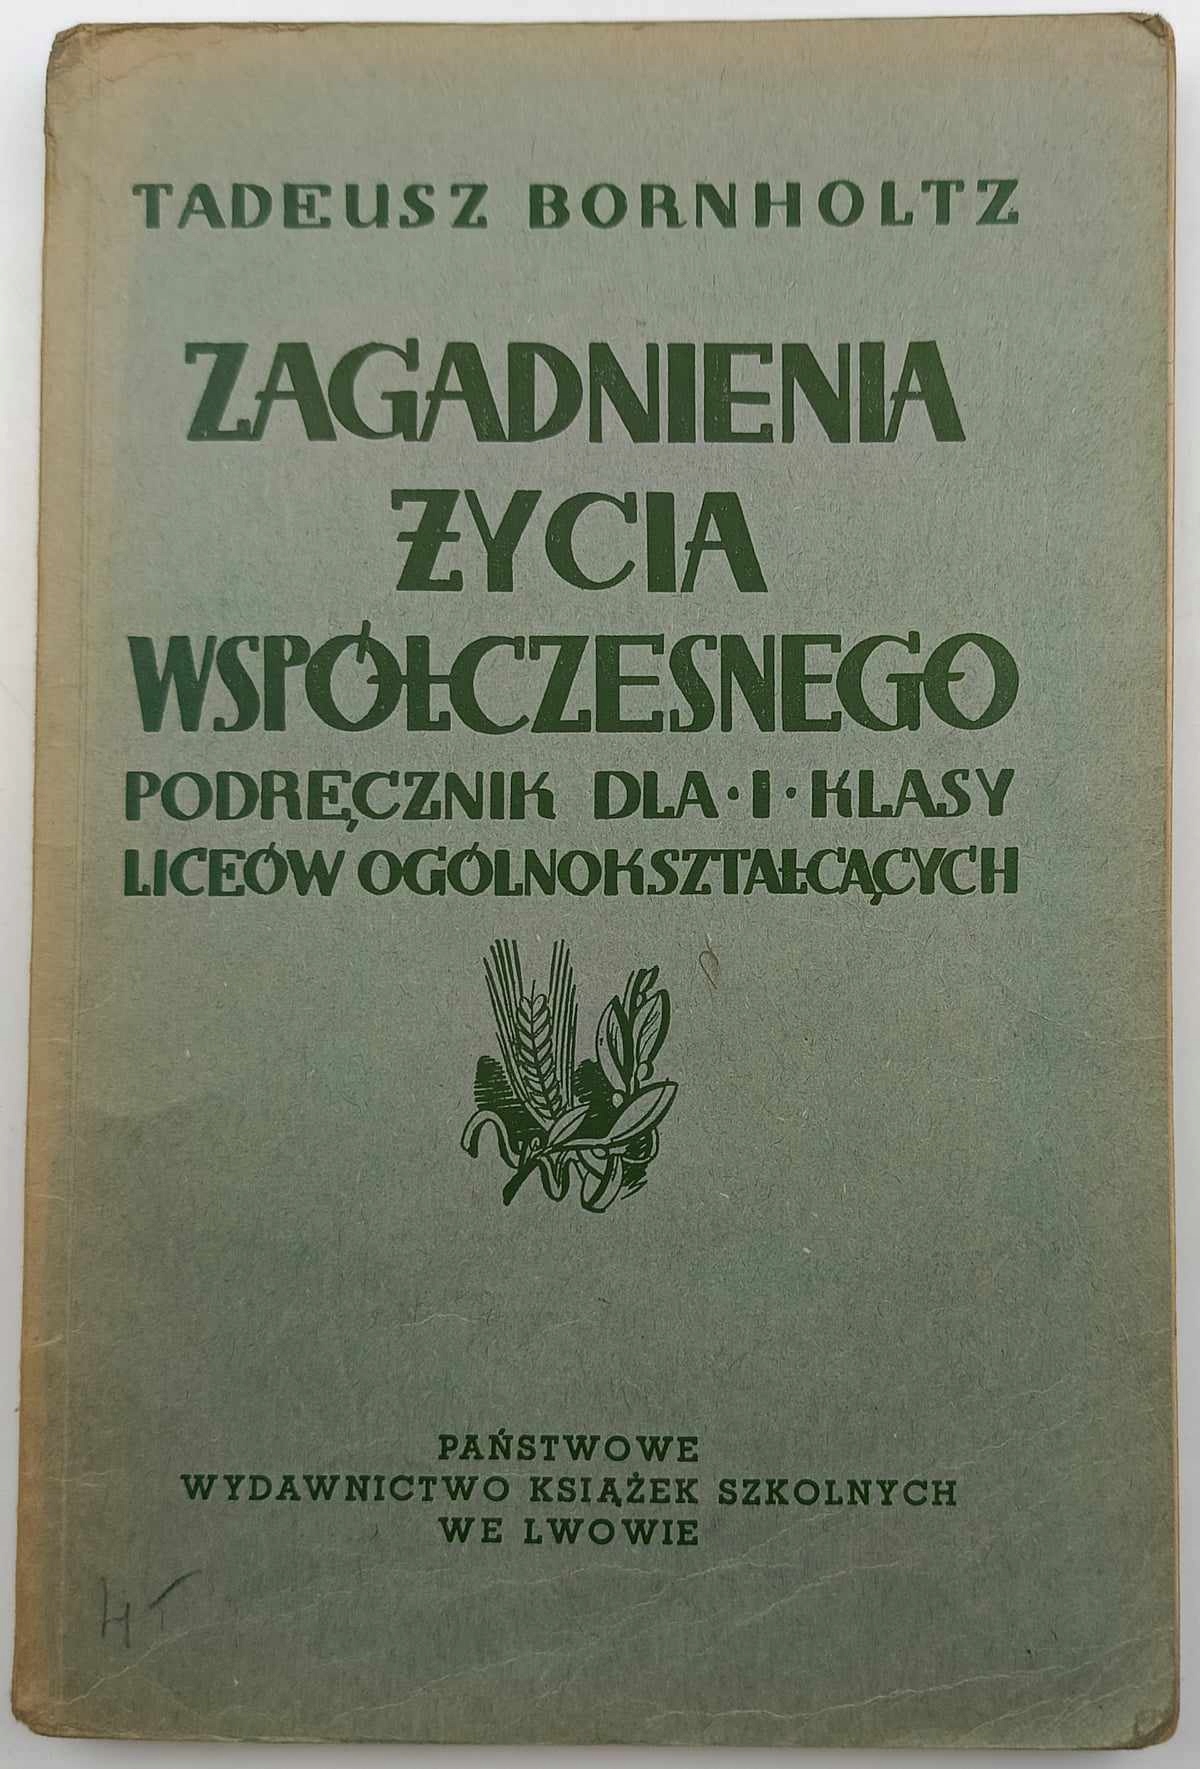 TADEUSZ BORNHOLTZ
ZAGADNIENIA
ŻYCIA
WSPÓŁCZESNEGO
PODRĘCZNIK DLA · I · KLASY
LICEÓW OGÓLNOKSZTAŁCĄCYCH
PAŃSTWOWE
WYDAWNICTWO KSIĄŻEK SZKOLNYCH
WE LWOWIE